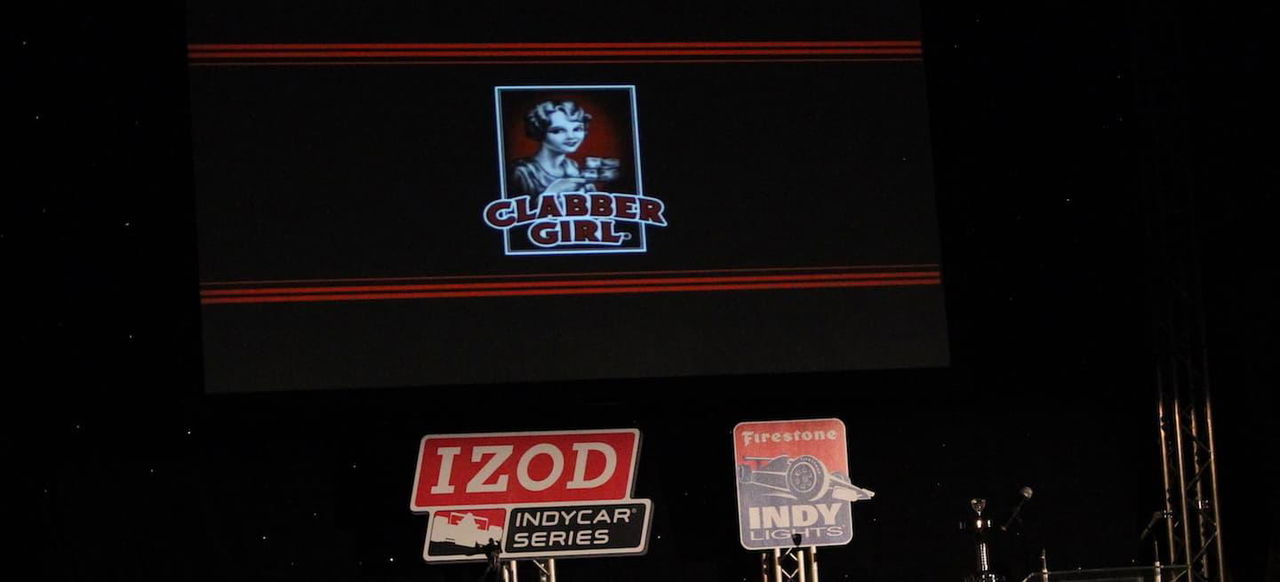 CLABBER
GIRL
IZOD
INDYCAR®
SERIES
Firestone
INDY
LIGHTS